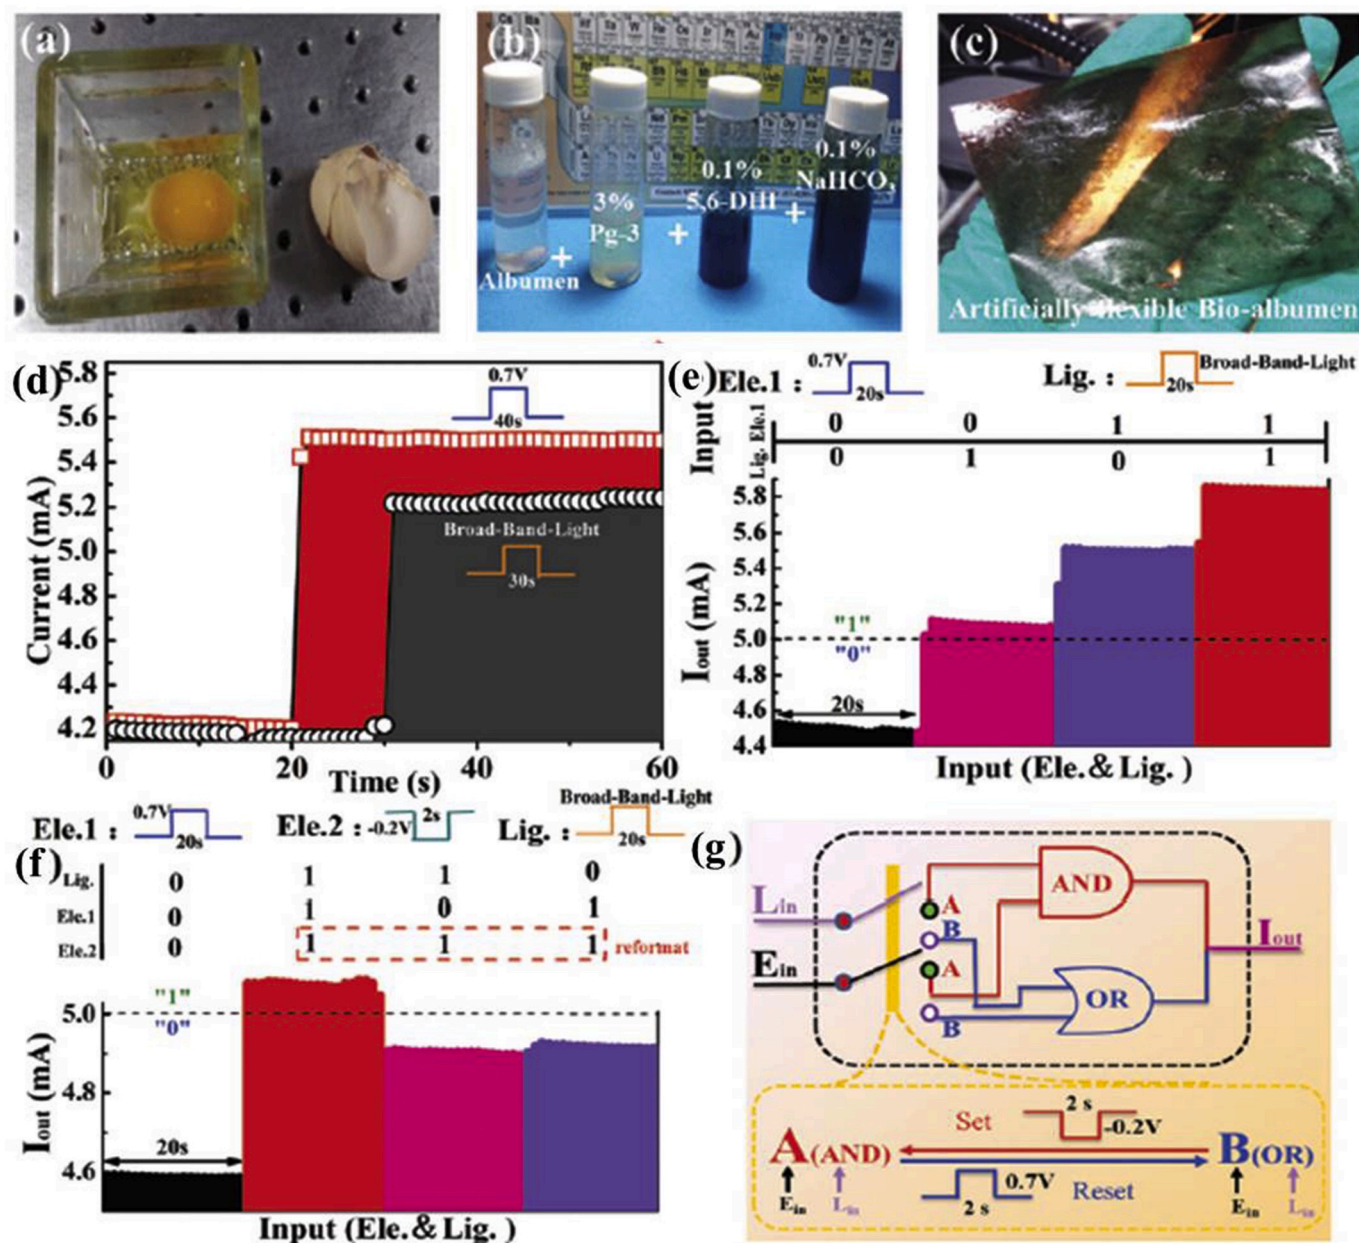 (a)
(b)
3%
Pg-3
0.1%
5,6-DHI
0.1%
NaHCO₃
+
+
+
Albumen
(c)
Artificially-flexible Bio-albumen
(d)
Current (mA)
5.8
5.6
5.4
5.2
5.0
4.8
4.6
4.4
4.2
0.7V
40s
Broad-Band-Light
30s
0 20 40 60
Time (s)
(e)
Ele.1 : 0.7V 20s
Lig. : Broad-Band-Light 20s
Input
Ele.1 0 0 1 1
Lig. 0 1 0 1
Iout (mA)
5.8
5.6
5.4
5.2
5.0
4.8
4.6
4.4
"1"
"0"
20s
Input (Ele.& Lig. )
(f)
Ele.1 : 0.7V 20s
Ele.2 : -0.2V 2s
Lig. : Broad-Band-Light 20s
Lig. 0 1 1 0
Ele.1 0 1 0 1
Ele.2 0 1 1 1 reformat
Iout (mA)
5.0
4.8
4.6
"1"
"0"
20s
Input (Ele.& Lig.)
(g)
Lin
Ein
A
B
A
B
AND
OR
Iout
Set
2 s
-0.2V
A(AND)
B(OR)
0.7V
2 s
Reset
Ein Lin
Ein Lin